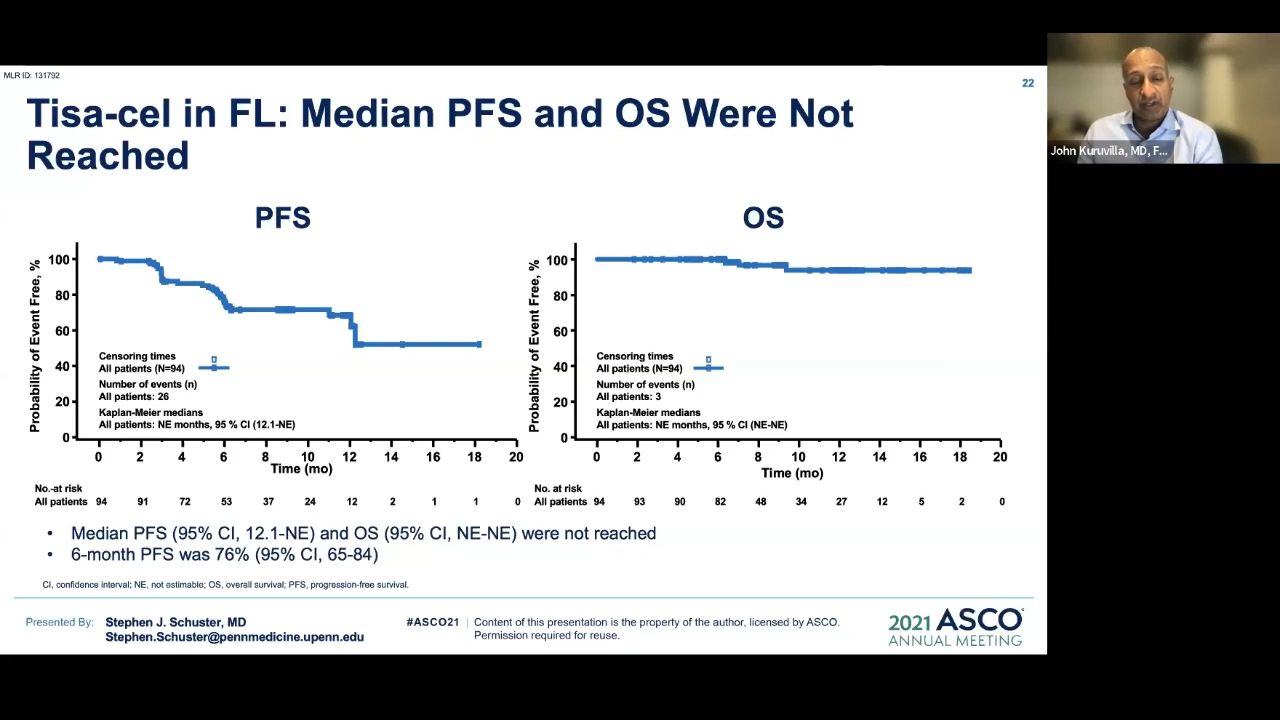 MLR ID: 131792
22
Tisa-cel in FL: Median PFS and OS Were Not
Reached
John Kuruvilla, MD, F...
PFS
Probability of Event Free, %
100
80
60
40
20
0
Censoring times
All patients (N=94)
Number of events (n)
All patients: 26
Kaplan-Meier medians
All patients: NE months, 95 % CI (12.1-NE)
0 2 4 6 8 10 12 14 16 18 20
Time (mo)
No.-at risk
All patients 94 91 72 53 37 24 12 2 1 1 0
OS
Probability of Event Free, %
100
80
60
40
20
0
Censoring times
All patients (N=94)
Number of events (n)
All patients: 3
Kaplan-Meier medians
All patients: NE months, 95 % CI (NE-NE)
0 2 4 6 8 10 12 14 16 18 20
Time (mo)
No. at risk
All patients 94 93 90 82 48 34 27 12 5 2 0
• Median PFS (95% CI, 12.1-NE) and OS (95% CI, NE-NE) were not reached
• 6-month PFS was 76% (95% CI, 65-84)
CI, confidence interval; NE, not estimable; OS, overall survival; PFS, progression-free survival.
Presented By: Stephen J. Schuster, MD
Stephen.Schuster@pennmedicine.upenn.edu
#ASCO21
Content of this presentation is the property of the author, licensed by ASCO.
Permission required for reuse.
2021 ASCO
ANNUAL MEETING